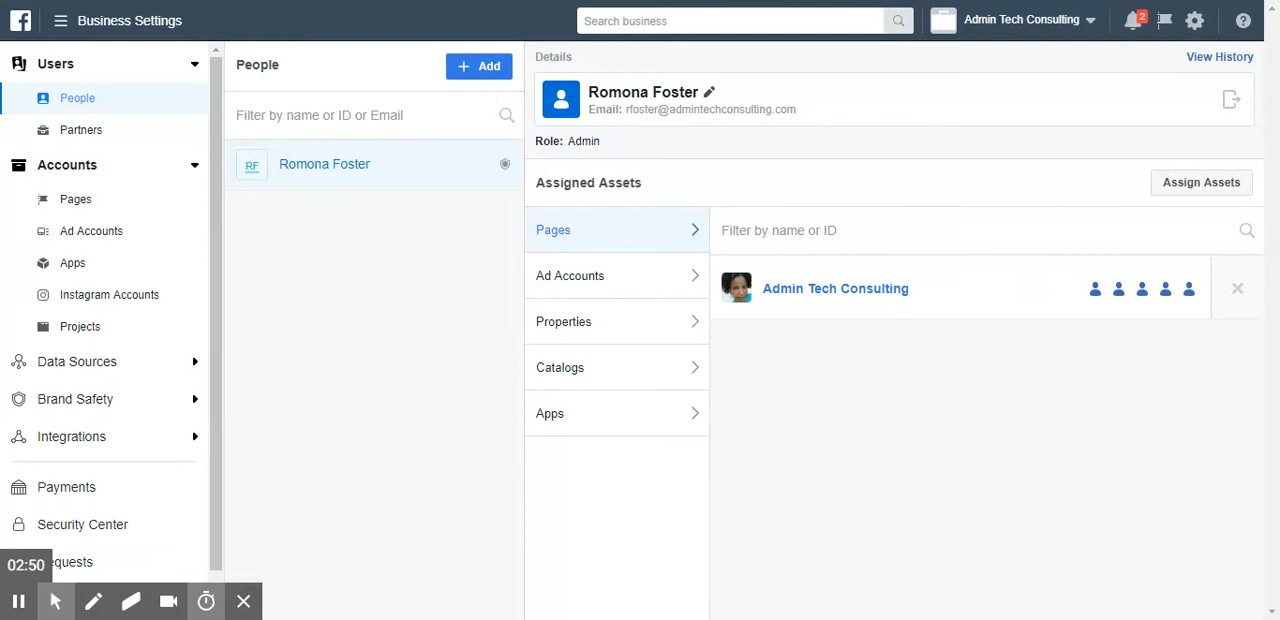 Business Settings
Search business
Admin Tech Consulting
2
Users
People
Partners
Accounts
Pages
Ad Accounts
Apps
Instagram Accounts
Projects
Data Sources
Brand Safety
Integrations
Payments
Security Center
equests
02:50
People
+ Add
Filter by name or ID or Email
RF
Romona Foster
Details
View History
Romona Foster
Email: rfoster@admintechconsulting.com
Role: Admin
Assigned Assets
Assign Assets
Pages
Ad Accounts
Properties
Catalogs
Apps
Filter by name or ID
Admin Tech Consulting